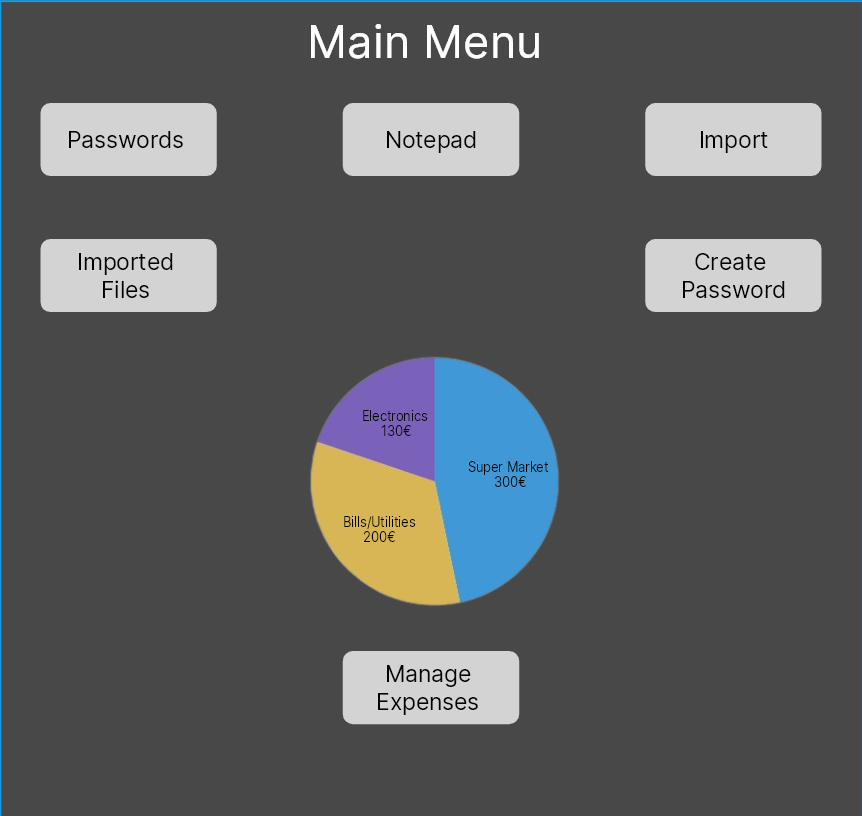 Main Menu
Passwords
Notepad
Import
Imported
Files
Create
Password
Electronics
130€
Super Market
300€
Bills/Utilities
200€
Manage
Expenses